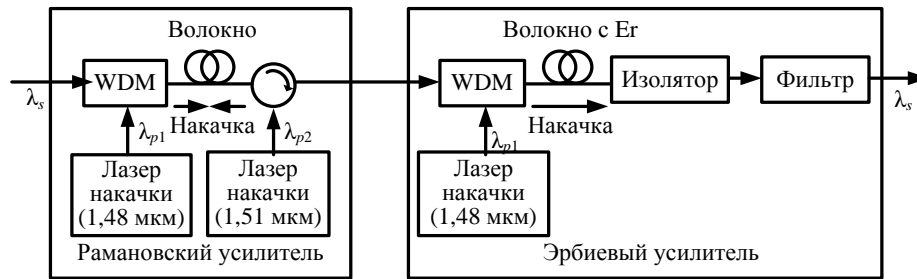 Волокно
WDM
λs
Накачка
λp1
λp2
Лазер
накачки
(1,48 мкм)
Лазер
накачки
(1,51 мкм)
Рамановский усилитель
Волокно с Er
WDM
Изолятор
Фильтр
λs
Накачка
λp1
Лазер
накачки
(1,48 мкм)
Эрбиевый усилитель